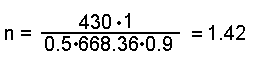 n = 430·1 / 0.5·668.36·0.9 = 1.42